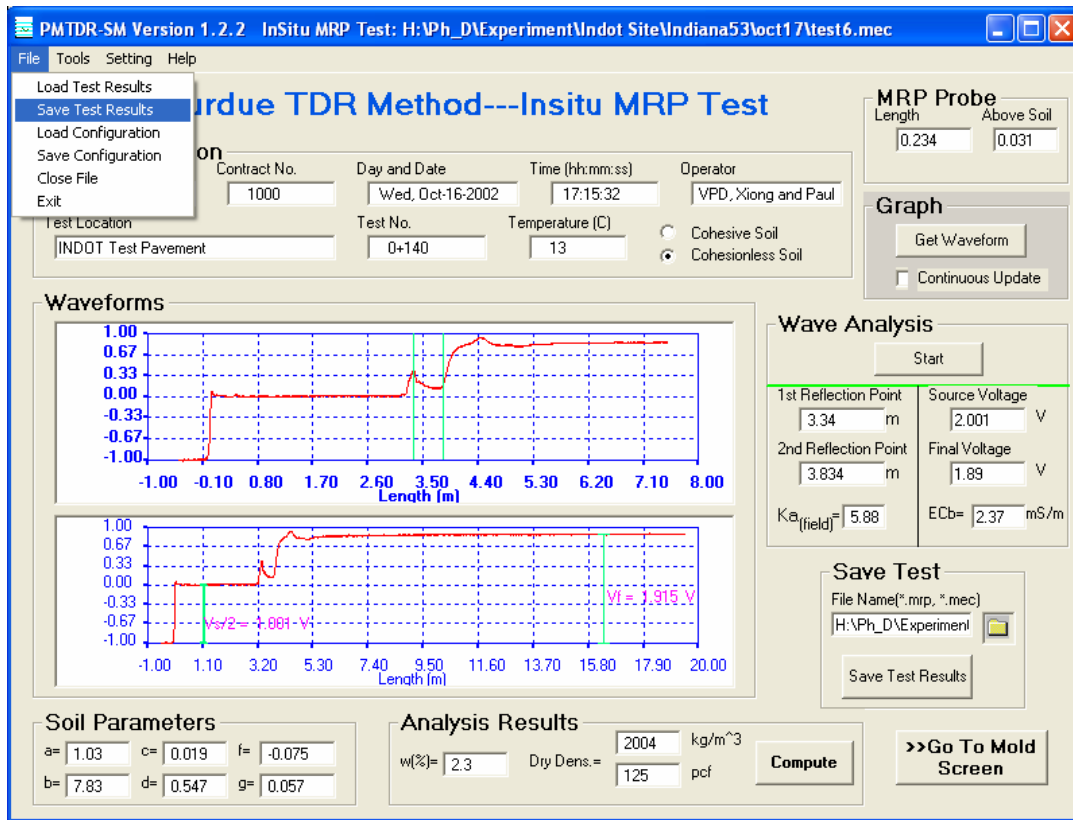 PMTDR-SM Version 1.2.2 InSitu MRP Test: H:\Ph_D\Experiment\Indot Site\Indiana53\oct17\test6.mec
File Tools Setting Help
Load Test Results
Save Test Results
Load Configuration
Save Configuration
Close File
Exit
urdue TDR Method---Insitu MRP Test
on
Contract No. Day and Date Time (hh:mm:ss) Operator
1000 Wed, Oct-16-2002 17:15:32 VPD, Xiong and Paul
Test Location Test No. Temperature (C)
INDOT Test Pavement 0+140 13
Cohesive Soil
Cohesionless Soil
MRP Probe
Length Above Soil
0.234 0.031
Graph
Get Waveform
Continuous Update
Waveforms
1.00
0.67
0.33
0.00
-0.33
-0.67
-1.00
-1.00 -0.10 0.80 1.70 2.60 3.50 4.40 5.30 6.20 7.10 8.00
Length (m)
1.00
0.67
0.33
0.00
-0.33
-0.67
-1.00
Vs/2 = 1.001 V
Vf = 1.915 V
-1.00 1.10 3.20 5.30 7.40 9.50 11.60 13.70 15.80 17.90 20.00
Length (m)
Wave Analysis
Start
1st Reflection Point Source Voltage
3.34 m 2.001 V
2nd Reflection Point Final Voltage
3.834 m 1.89 V
Ka(field)= 5.88 ECb= 2.37 mS/m
Save Test
File Name(*.mrp, *.mec)
H:\Ph_D\Experiment
Save Test Results
Soil Parameters
a= 1.03 c= 0.019 f= -0.075
b= 7.83 d= 0.547 g= 0.057
Analysis Results
w(%)= 2.3 Dry Dens.= 2004 kg/m^3
125 pcf
Compute
>>Go To Mold
Screen